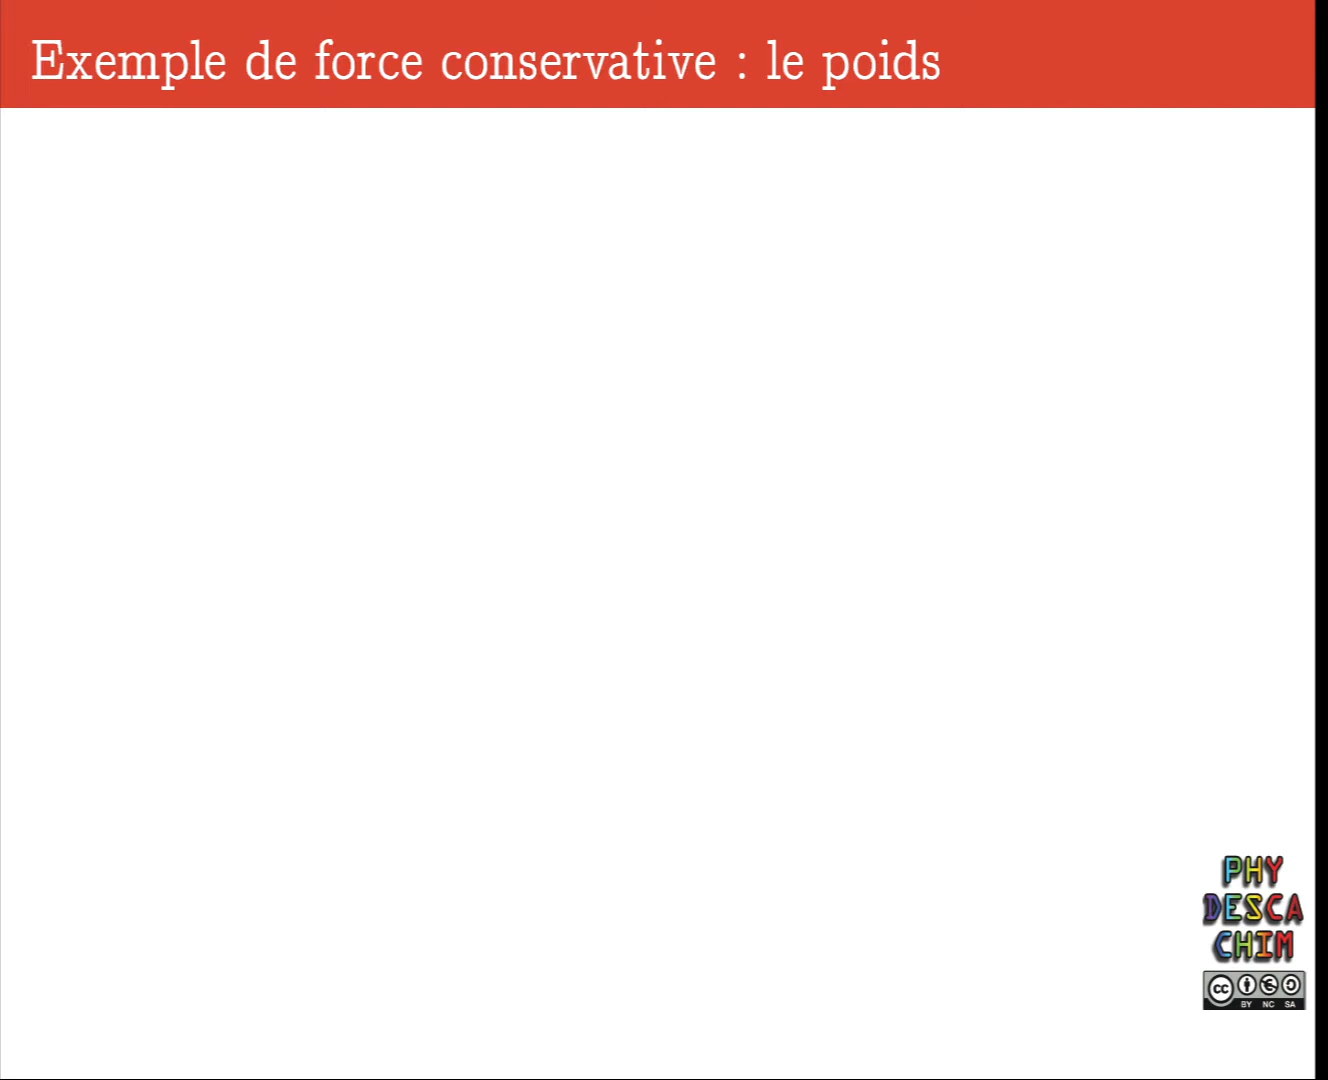 Exemple de force conservative : le poids
PHY
DESCA
CHIM
cc
BY NC SA